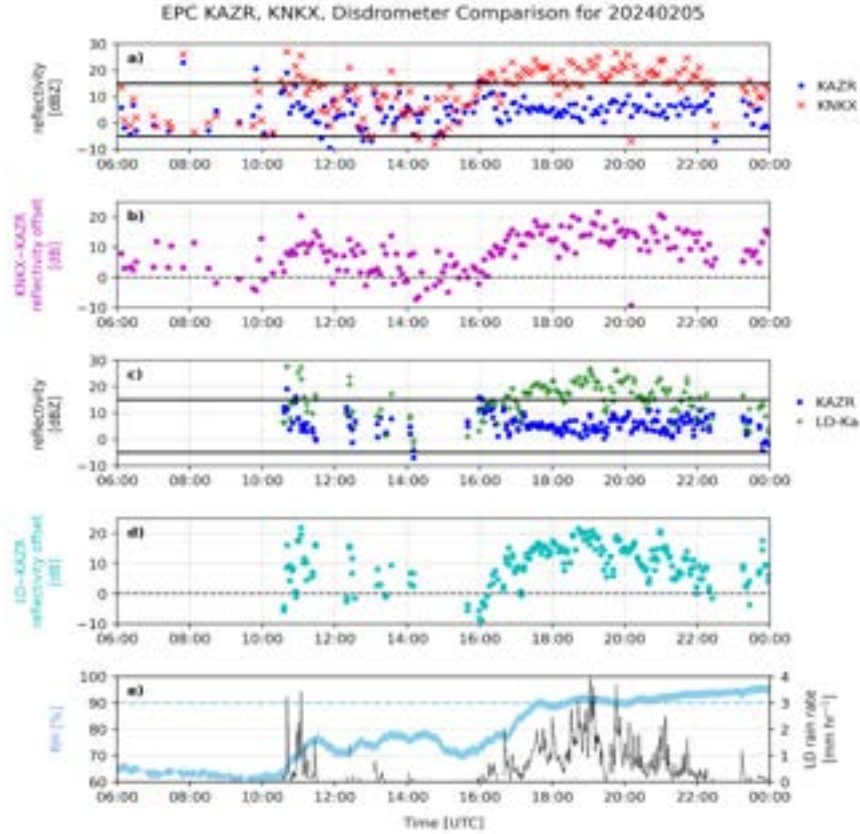 EPC KAZR, KNKX, Disdrometer Comparison for 20240205
a)
reflectivity
[dBZ]
30
20
10
0
−10
06:00 08:00 10:00 12:00 14:00 16:00 18:00 20:00 22:00 00:00
KAZR
KNKX
b)
KNKX−KAZR
reflectivity offset
[dB]
20
10
0
−10
06:00 08:00 10:00 12:00 14:00 16:00 18:00 20:00 22:00 00:00
c)
reflectivity
[dBZ]
30
20
10
0
−10
06:00 08:00 10:00 12:00 14:00 16:00 18:00 20:00 22:00 00:00
KAZR
LD-Ka
d)
LD−KAZR
reflectivity offset
[dB]
20
10
0
−10
06:00 08:00 10:00 12:00 14:00 16:00 18:00 20:00 22:00 00:00
e)
[%]
100
90
80
70
60
4
3
2
1
0
LD rain rate
[mm hr⁻¹]
06:00 08:00 10:00 12:00 14:00 16:00 18:00 20:00 22:00 00:00
Time [UTC]